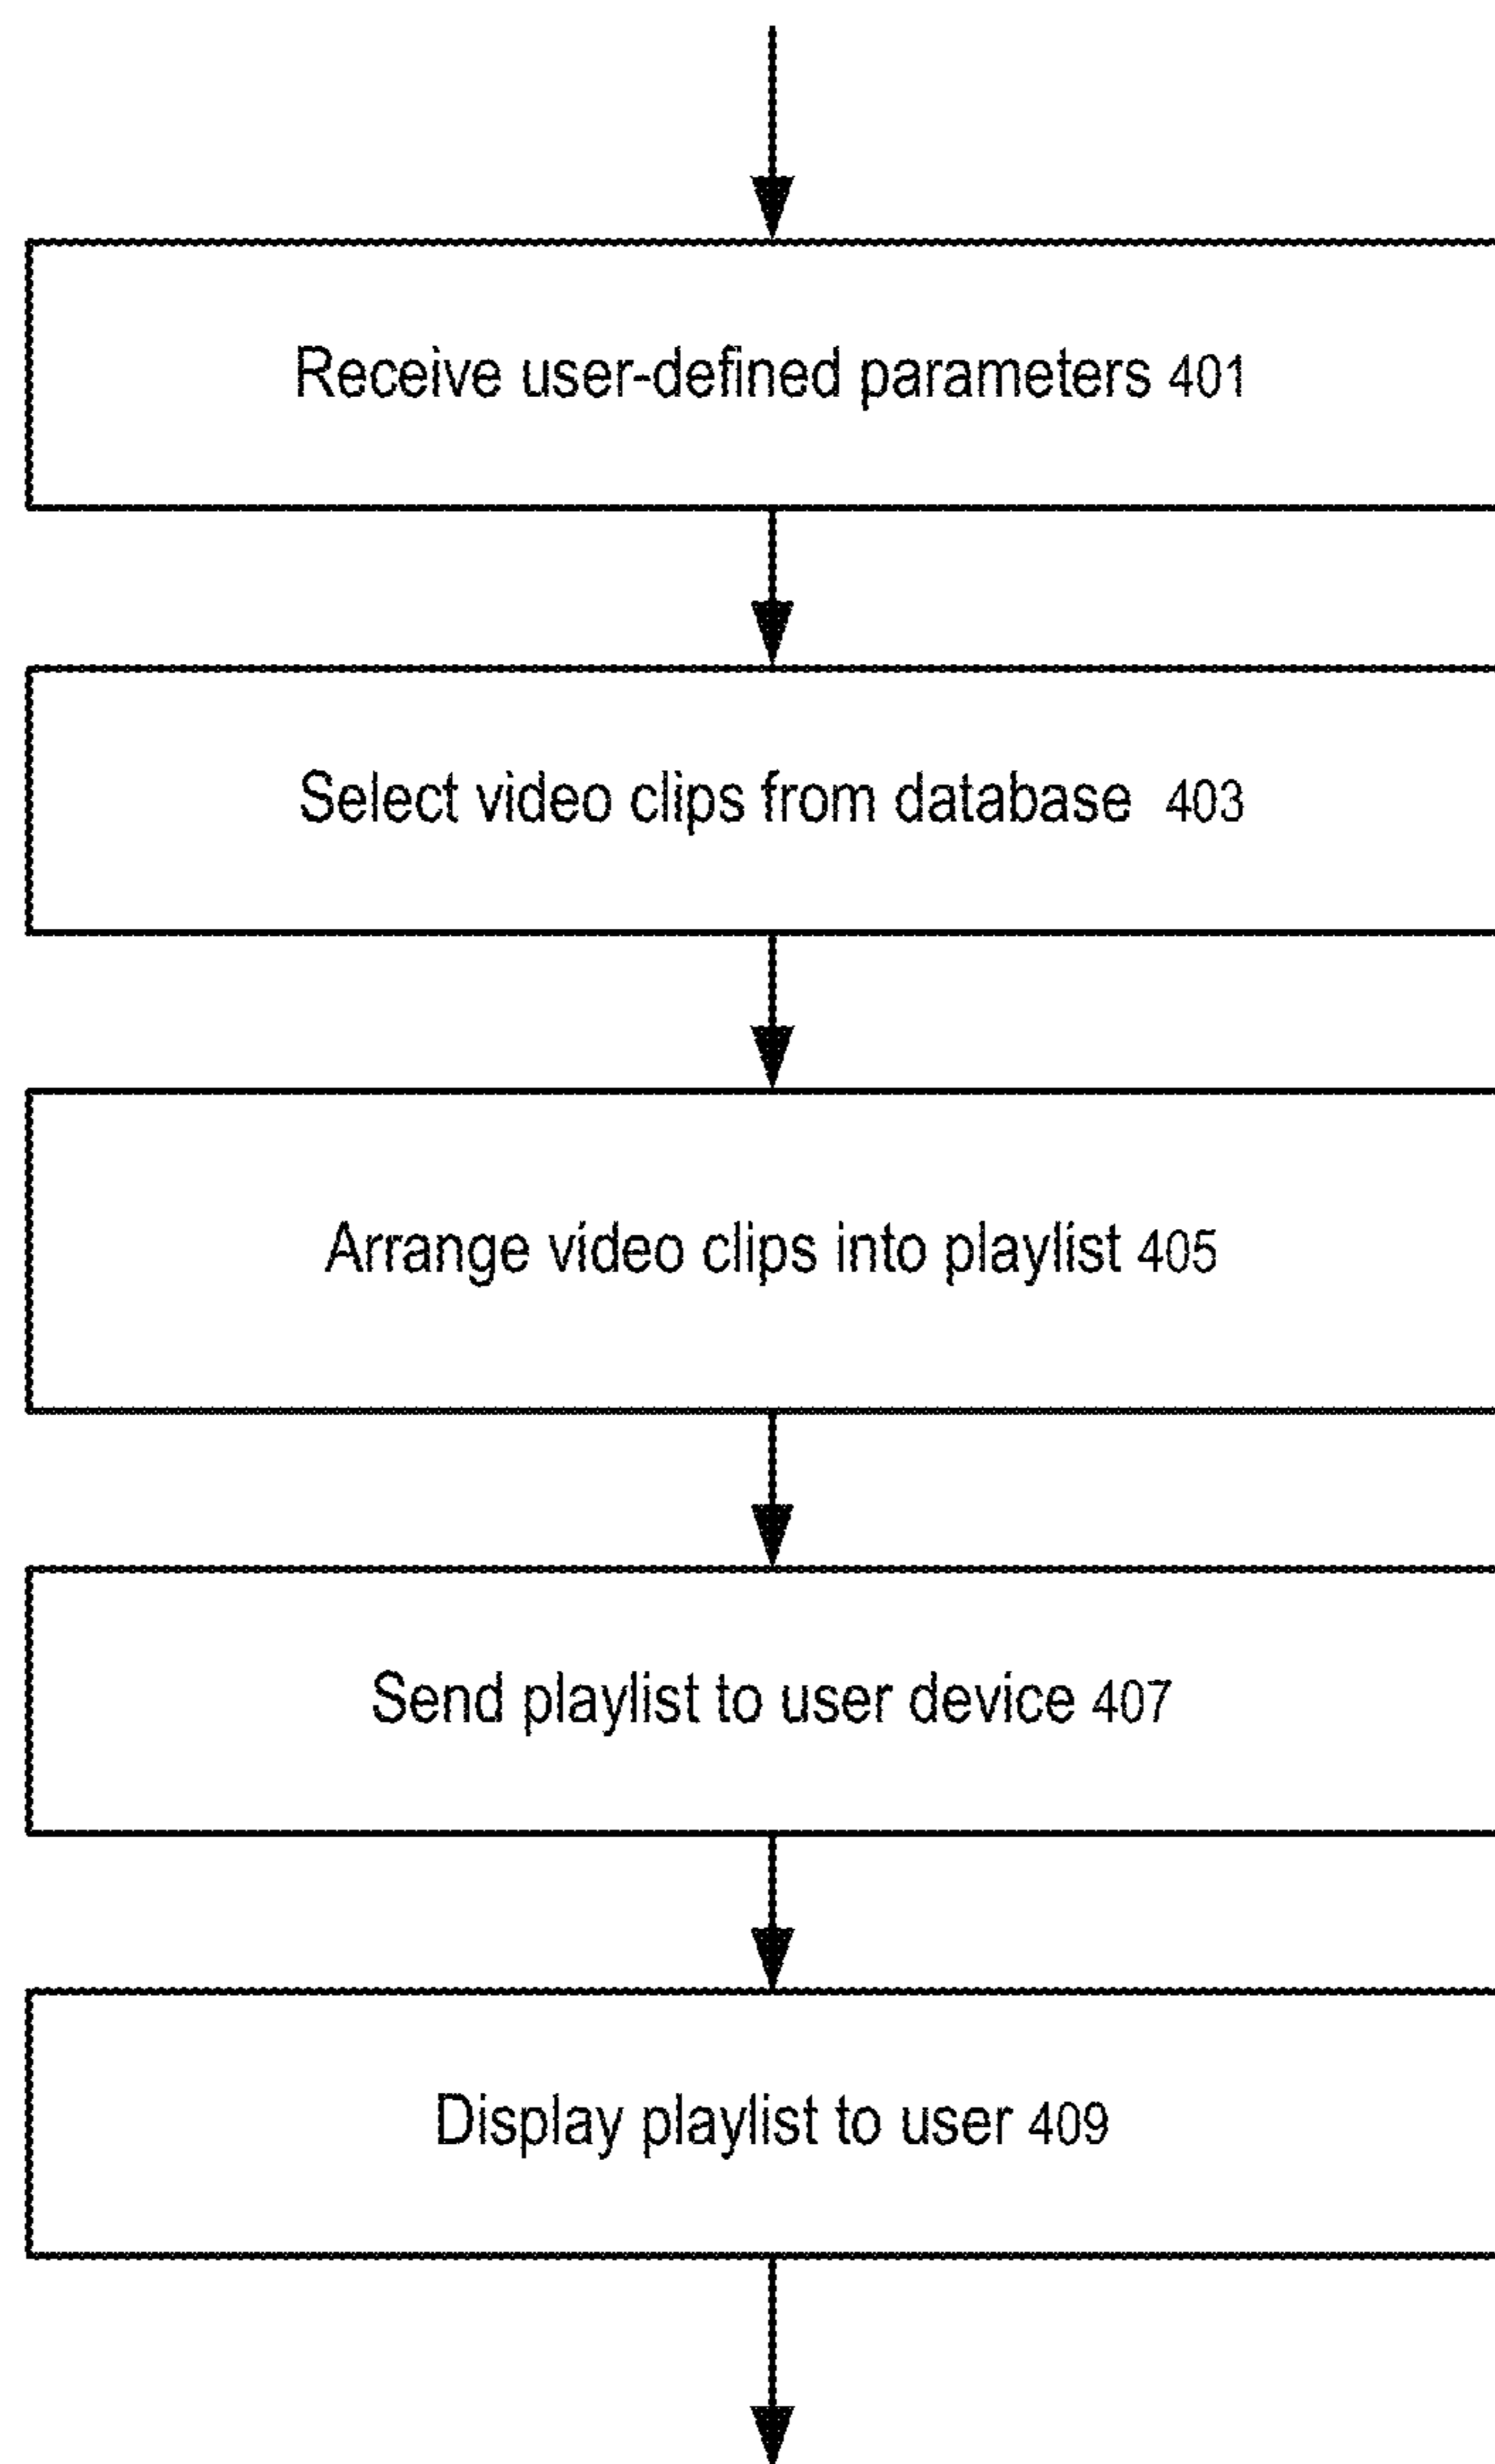 Receive user-defined parameters 401
Select video clips from database 403
Arrange video clips into playlist 405
Send playlist to user device 407
Display playlist to user 409